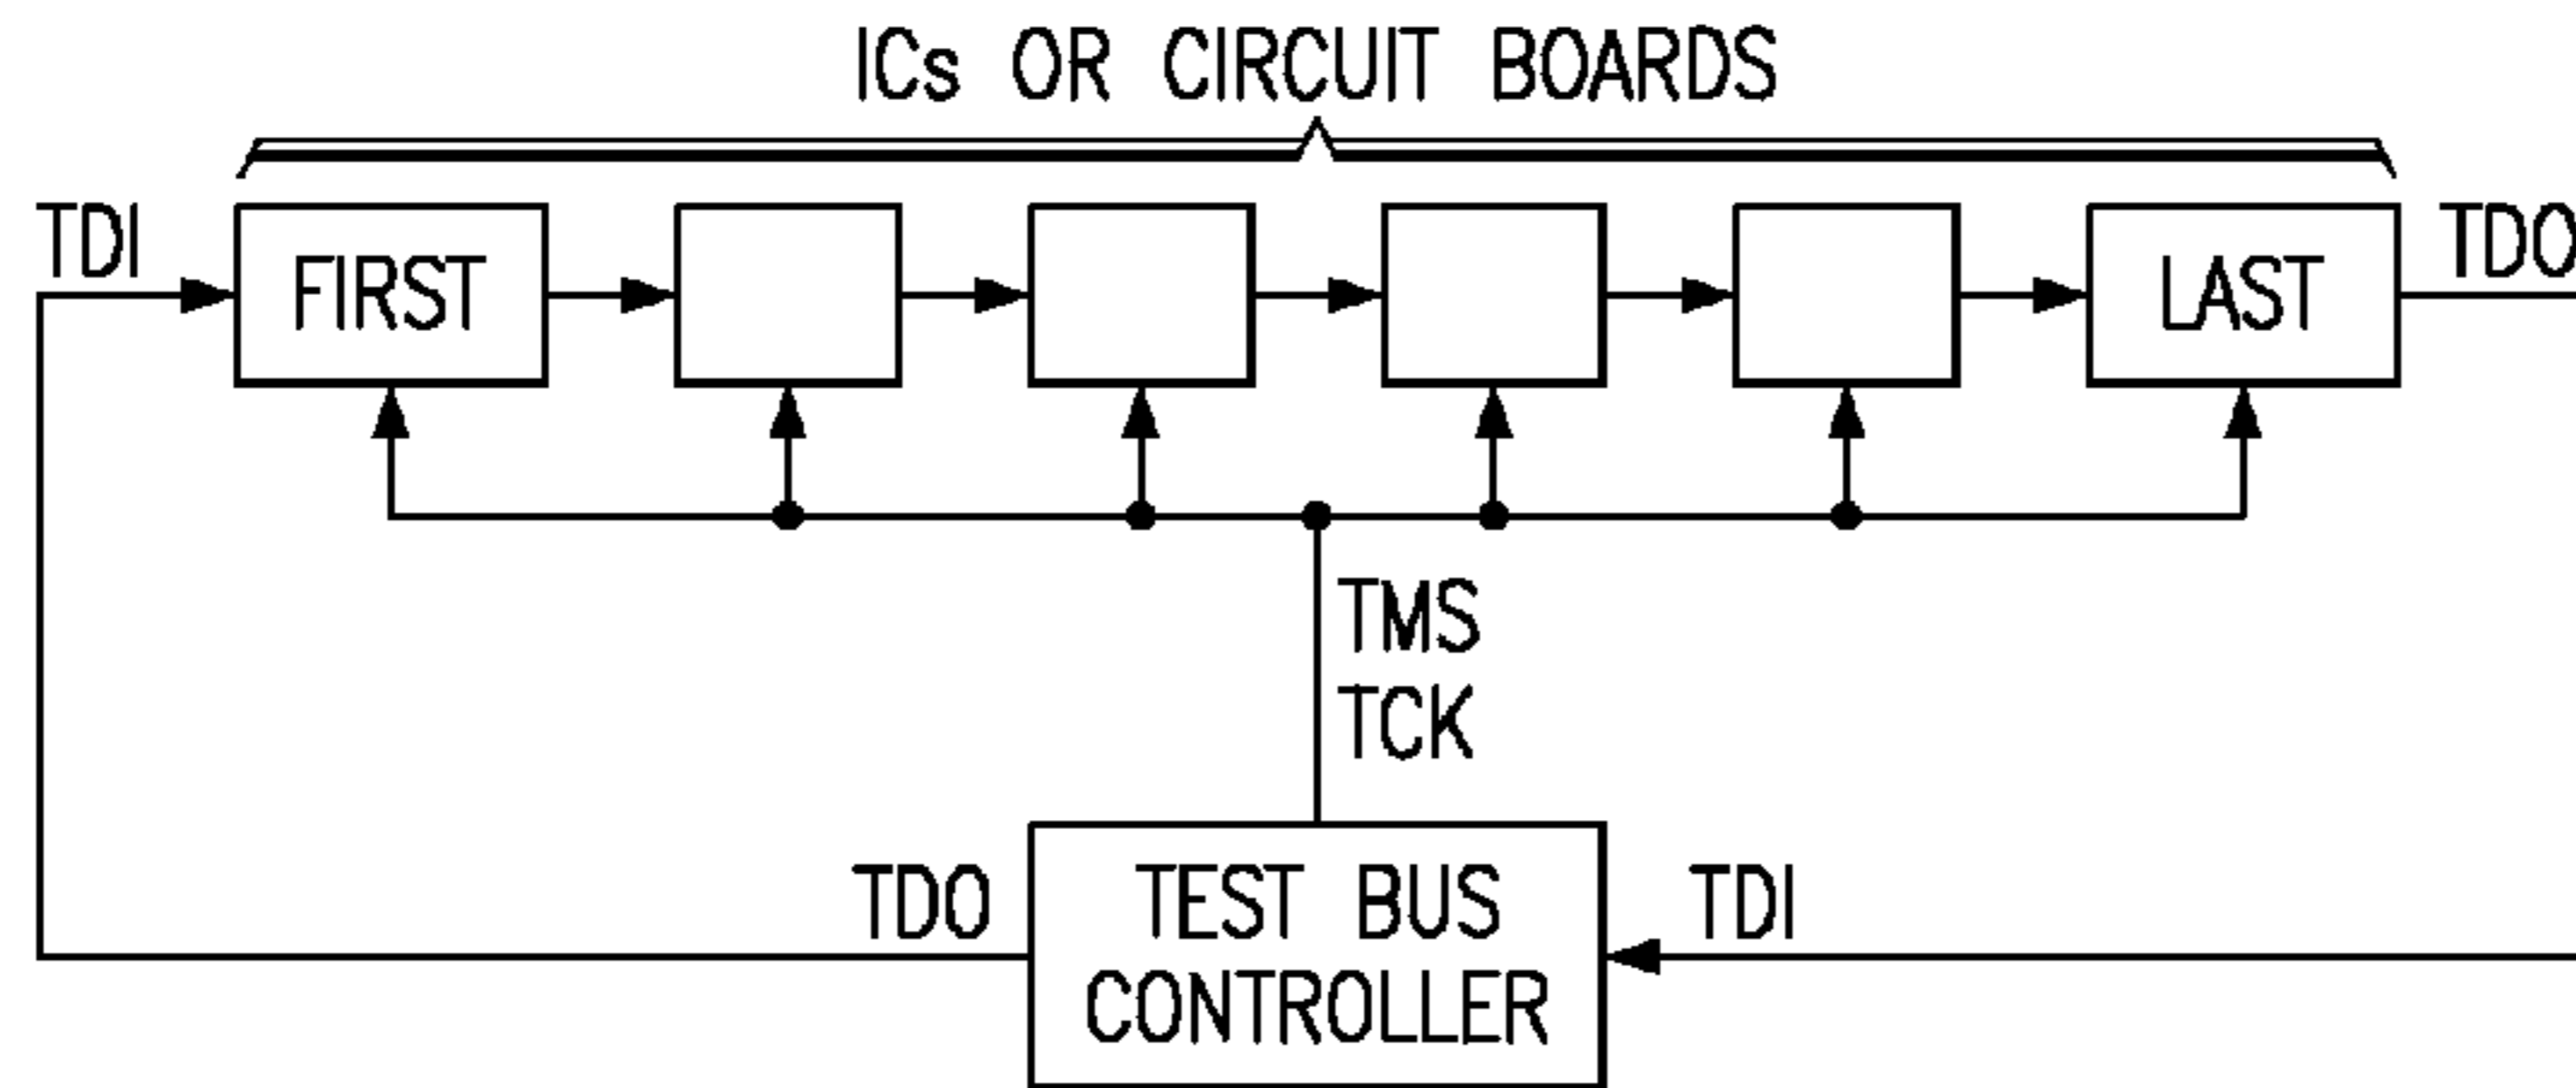 ICs OR CIRCUIT BOARDS
TDI
FIRST
LAST
TDO
TMS
TCK
TDO
TEST BUS
CONTROLLER
TDI